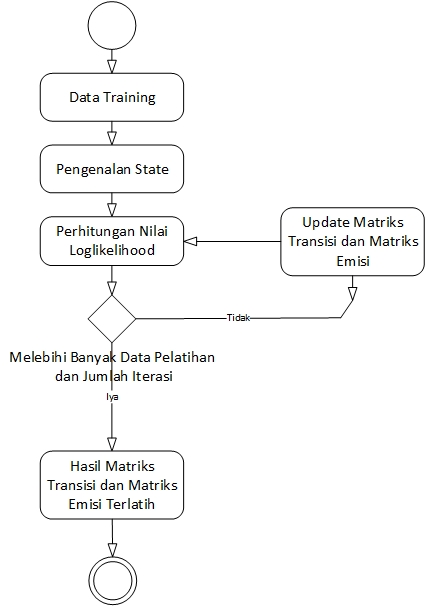 Data Training
Pengenalan State
Perhitungan Nilai
Loglikelihood
Update Matriks
Transisi dan Matriks
Emisi
Tidak
Melebihi Banyak Data Pelatihan
dan Jumlah Iterasi
Iya
Hasil Matriks
Transisi dan Matriks
Emisi Terlatih